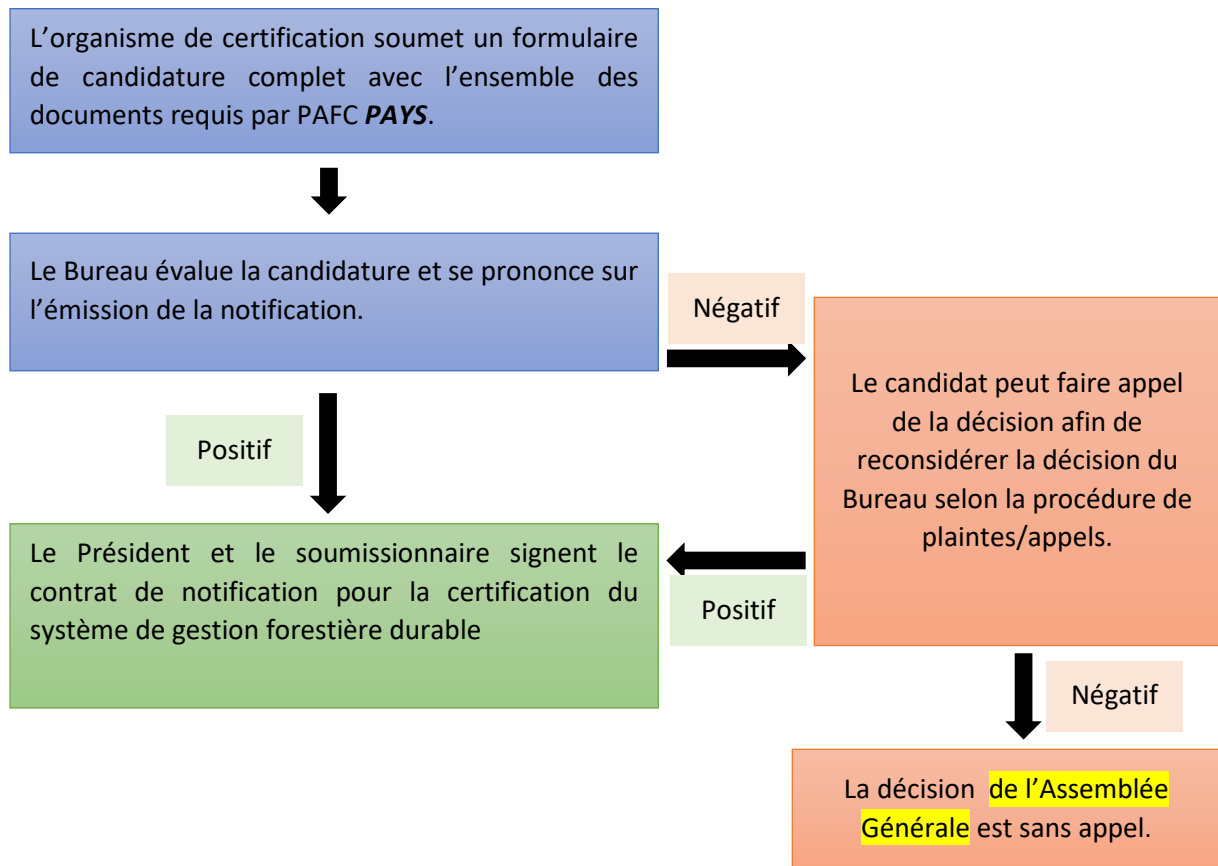 L’organisme de certification soumet un formulaire
de candidature complet avec l’ensemble des
documents requis par PAFC PAYS.
Le Bureau évalue la candidature et se prononce sur
l’émission de la notification.
Négatif
Le candidat peut faire appel
de la décision afin de
reconsidérer la décision du
Bureau selon la procédure de
plaintes/appels.
Positif
Le Président et le soumissionnaire signent le
contrat de notification pour la certification du
système de gestion forestière durable
Positif
Négatif
La décision de l’Assemblée
Générale est sans appel.